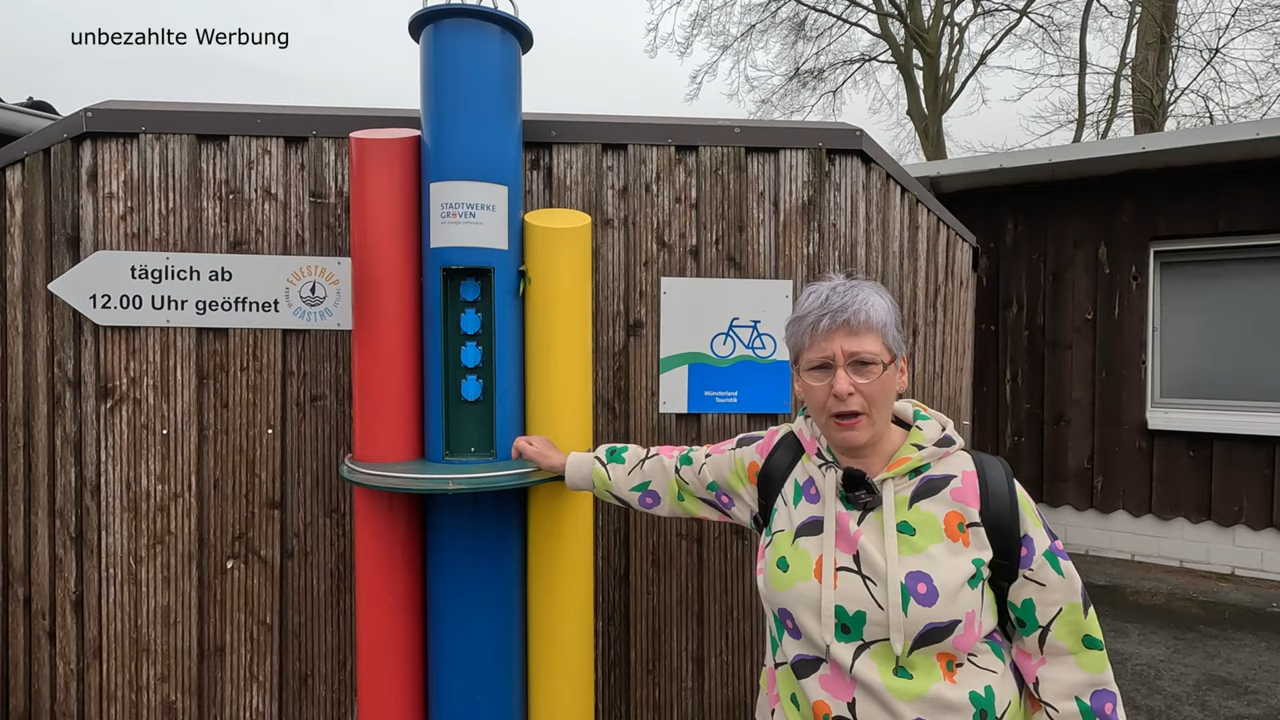 unbezahlte Werbung
STADTWERKE
GREVEN
täglich ab
12.00 Uhr geöffnet
FUESTRUP
GASTRO
Münsterland
Touristik